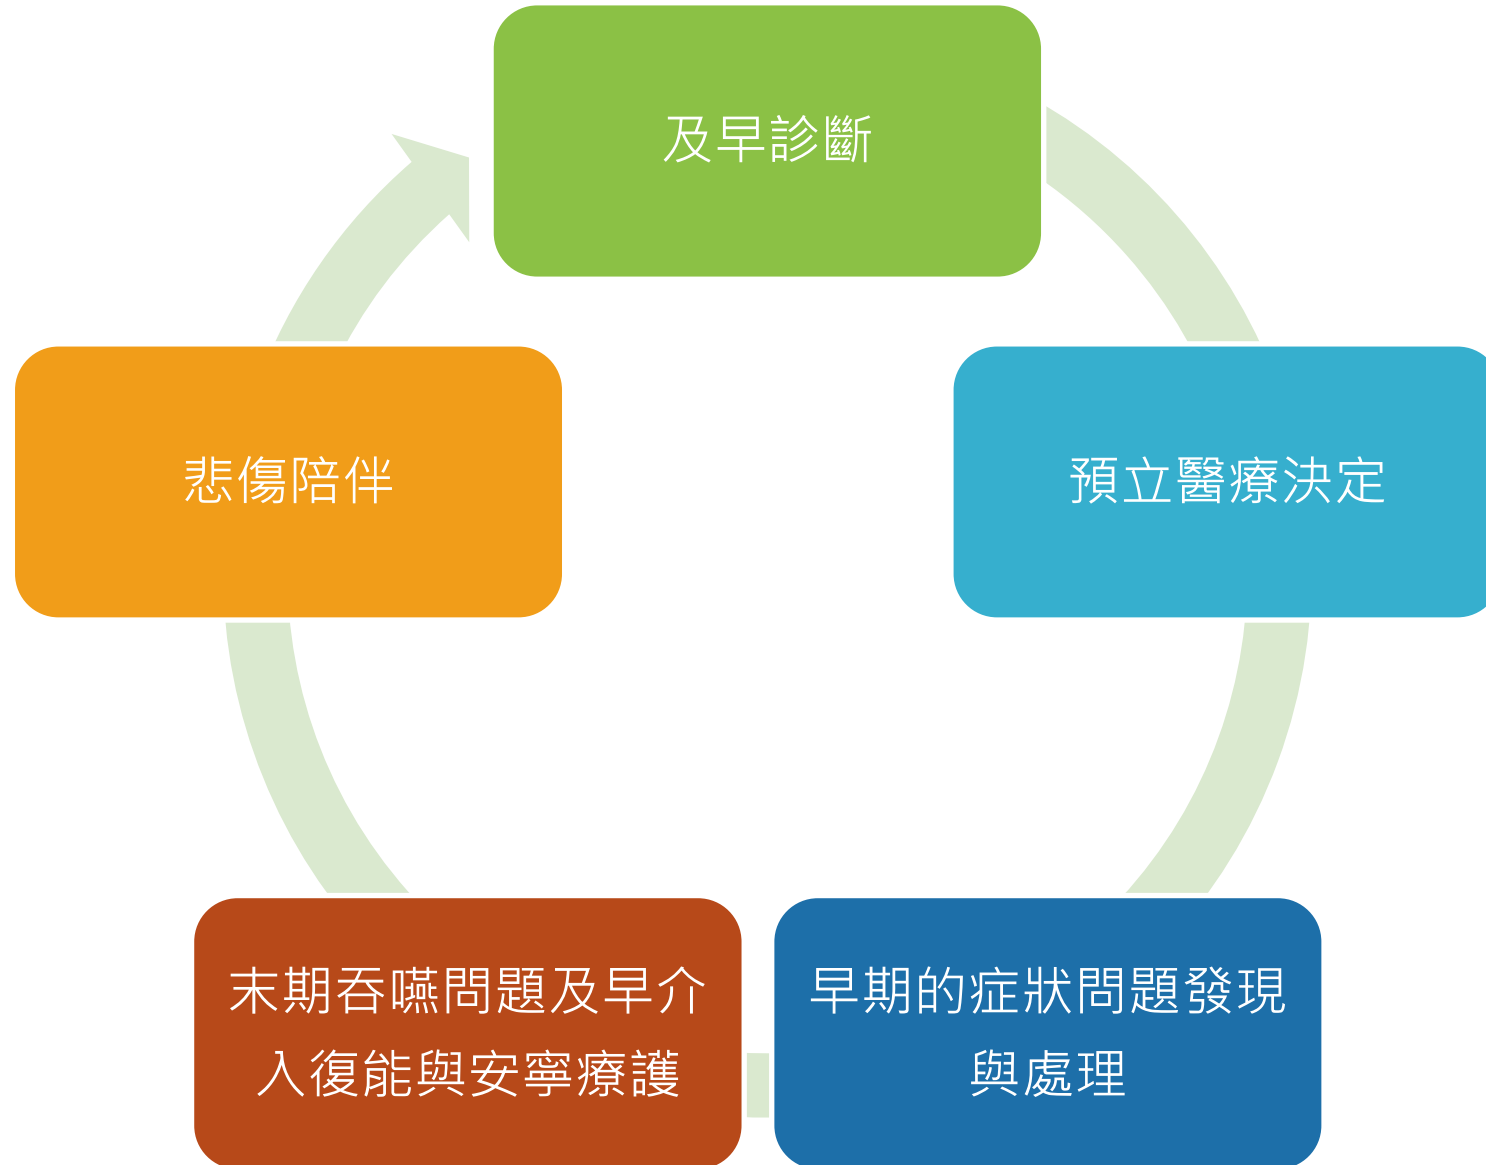 及早診斷
預立醫療決定
早期的症狀問題發現
與處理
末期吞嚥問題及早介
入復能與安寧療護
悲傷陪伴